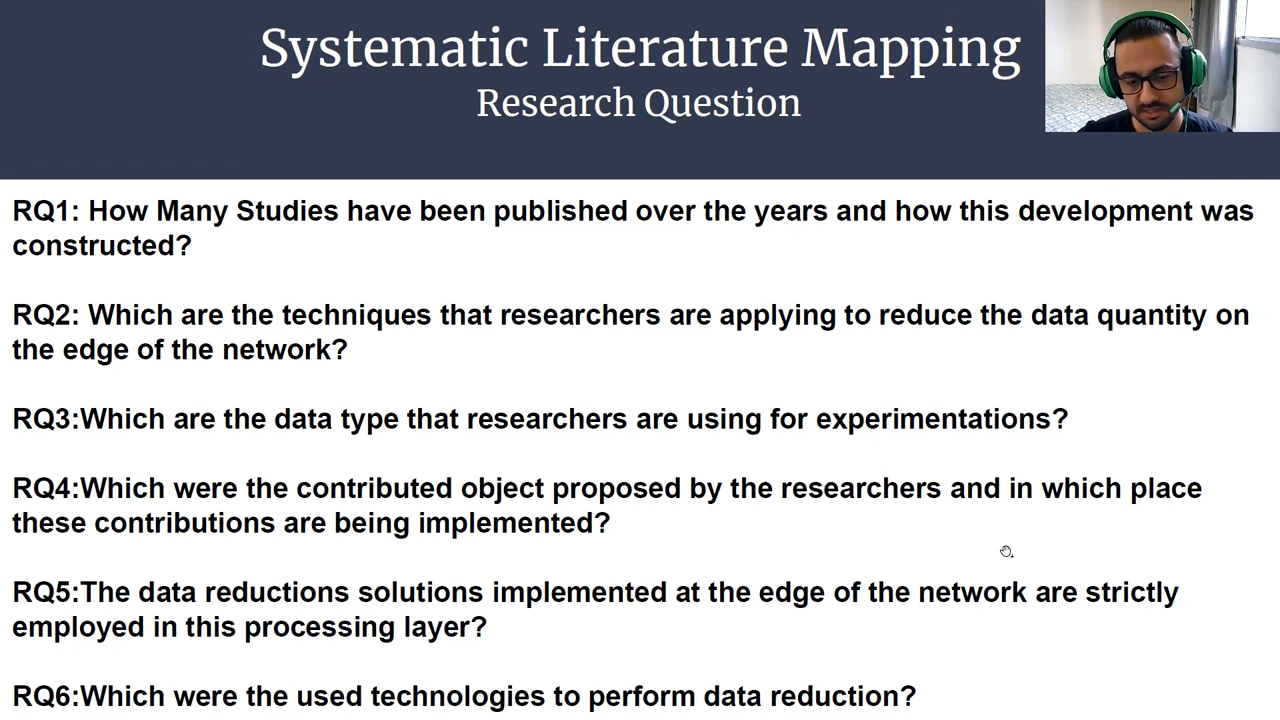 Systematic Literature Mapping
Research Question
RQ1: How Many Studies have been published over the years and how this development was
constructed?
RQ2: Which are the techniques that researchers are applying to reduce the data quantity on
the edge of the network?
RQ3:Which are the data type that researchers are using for experimentations?
RQ4:Which were the contributed object proposed by the researchers and in which place
these contributions are being implemented?
RQ5:The data reductions solutions implemented at the edge of the network are strictly
employed in this processing layer?
RQ6:Which were the used technologies to perform data reduction?